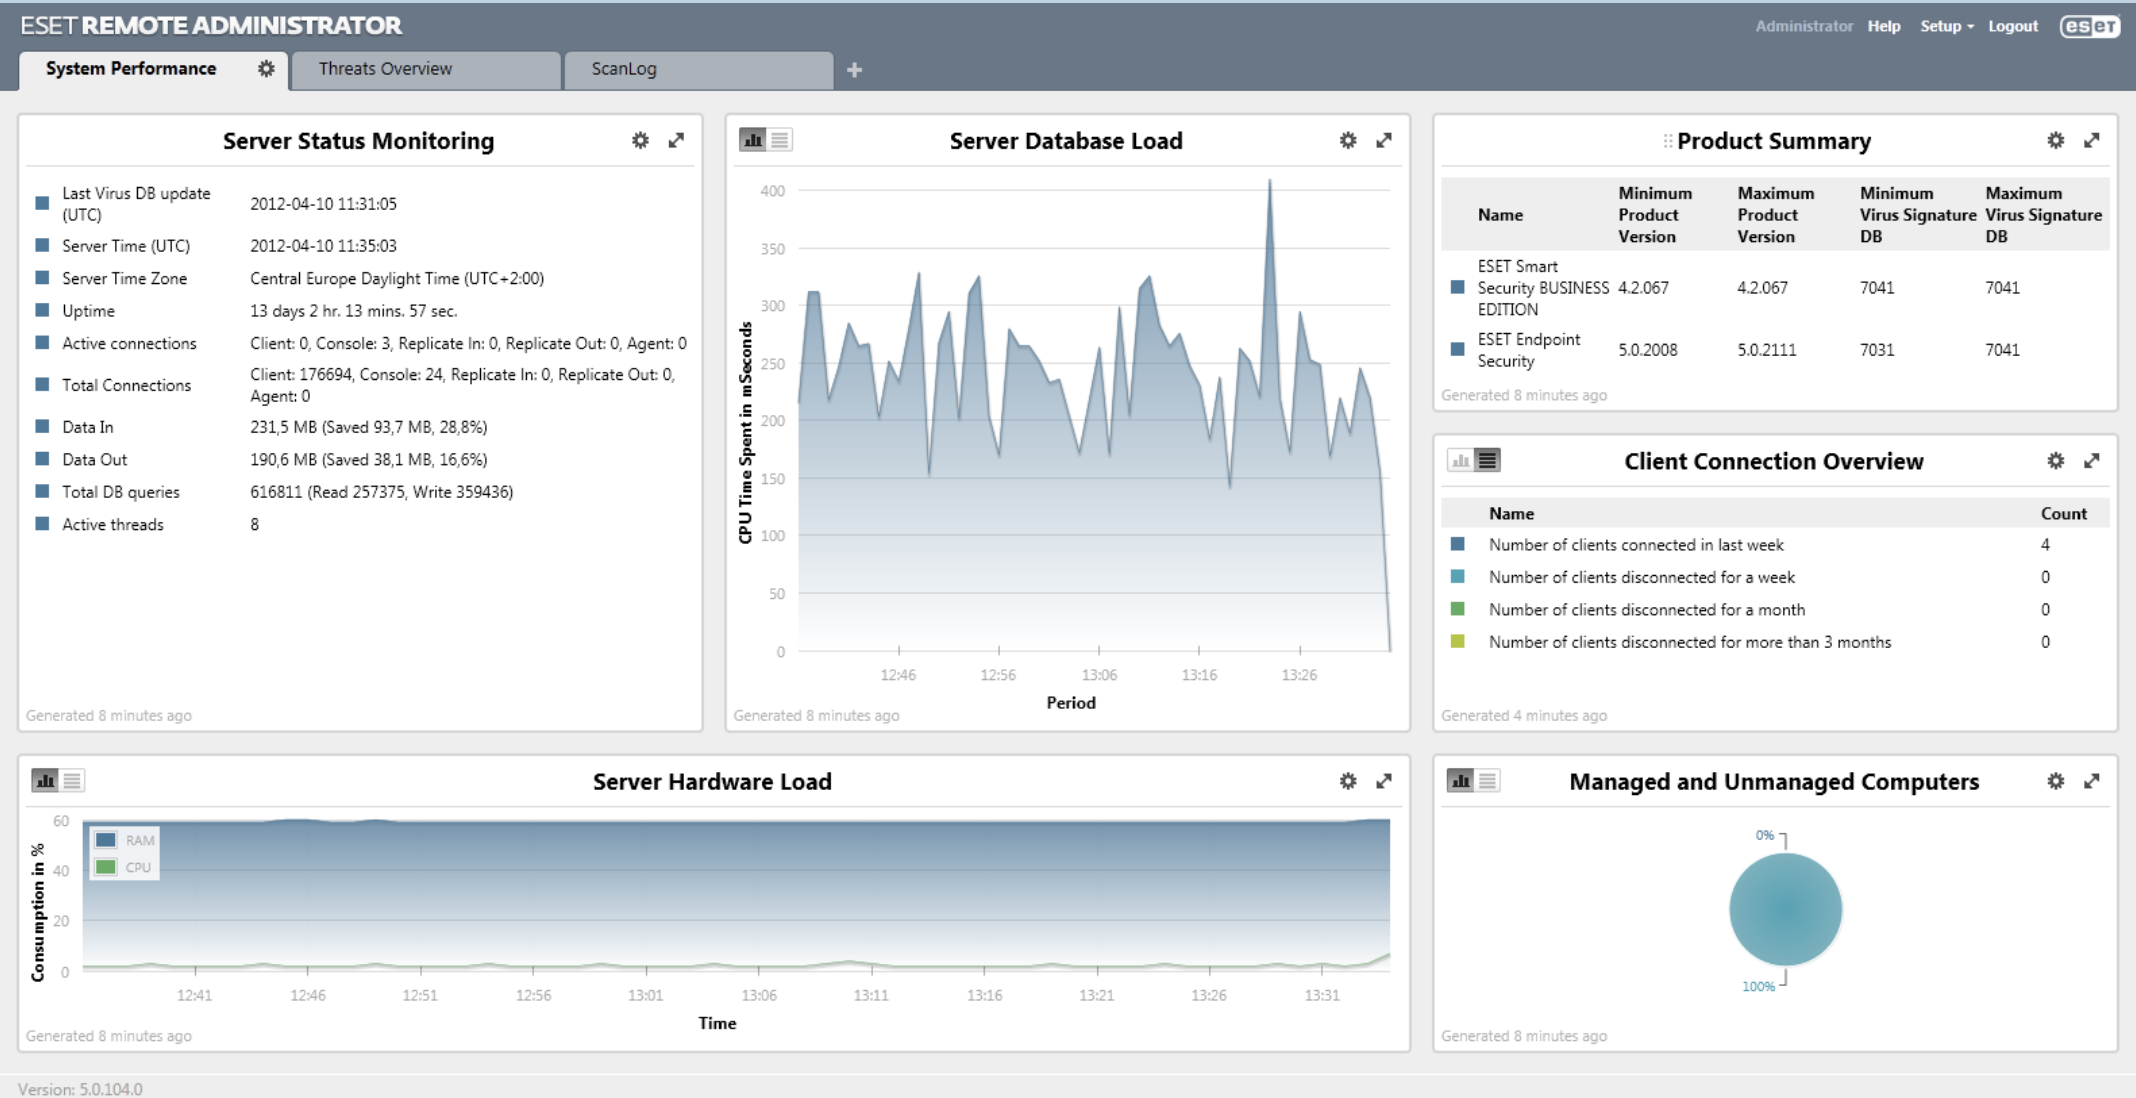 ESET REMOTE ADMINISTRATOR
Administrator Help Setup Logout eseT
System Performance Threats Overview ScanLog
Server Status Monitoring
Last Virus DB update
(UTC)
2012-04-10 11:31:05
Server Time (UTC) 2012-04-10 11:35:03
Server Time Zone Central Europe Daylight Time (UTC+2:00)
Uptime 13 days 2 hr. 13 mins. 57 sec.
Active connections Client: 0, Console: 3, Replicate In: 0, Replicate Out: 0, Agent: 0
Total Connections
Client: 176694, Console: 24, Replicate In: 0, Replicate Out: 0,
Agent: 0
Data In 231,5 MB (Saved 93,7 MB, 28,8%)
Data Out 190,6 MB (Saved 38,1 MB, 16,6%)
Total DB queries 616811 (Read 257375, Write 359436)
Active threads 8
Generated 8 minutes ago
Server Database Load
CPU Time Spent in mSeconds
400
350
300
250
200
150
100
50
0
12:46 12:56 13:06 13:16 13:26
Period
Generated 8 minutes ago
Product Summary
Name
Minimum
Product
Version
Maximum
Product
Version
Minimum
Virus Signature
DB
Maximum
Virus Signature
DB
ESET Smart
Security BUSINESS
EDITION
4.2.067 4.2.067 7041 7041
ESET Endpoint
Security
5.0.2008 5.0.2111 7031 7041
Generated 8 minutes ago
Client Connection Overview
Name Count
Number of clients connected in last week 4
Number of clients disconnected for a week 0
Number of clients disconnected for a month 0
Number of clients disconnected for more than 3 months 0
Generated 4 minutes ago
Server Hardware Load
Consumption in %
60
40
20
0
RAM
CPU
12:41 12:46 12:51 12:56 13:01 13:06 13:11 13:16 13:21 13:26 13:31
Time
Generated 8 minutes ago
Managed and Unmanaged Computers
0%
100%
Generated 8 minutes ago
Version: 5.0.104.0